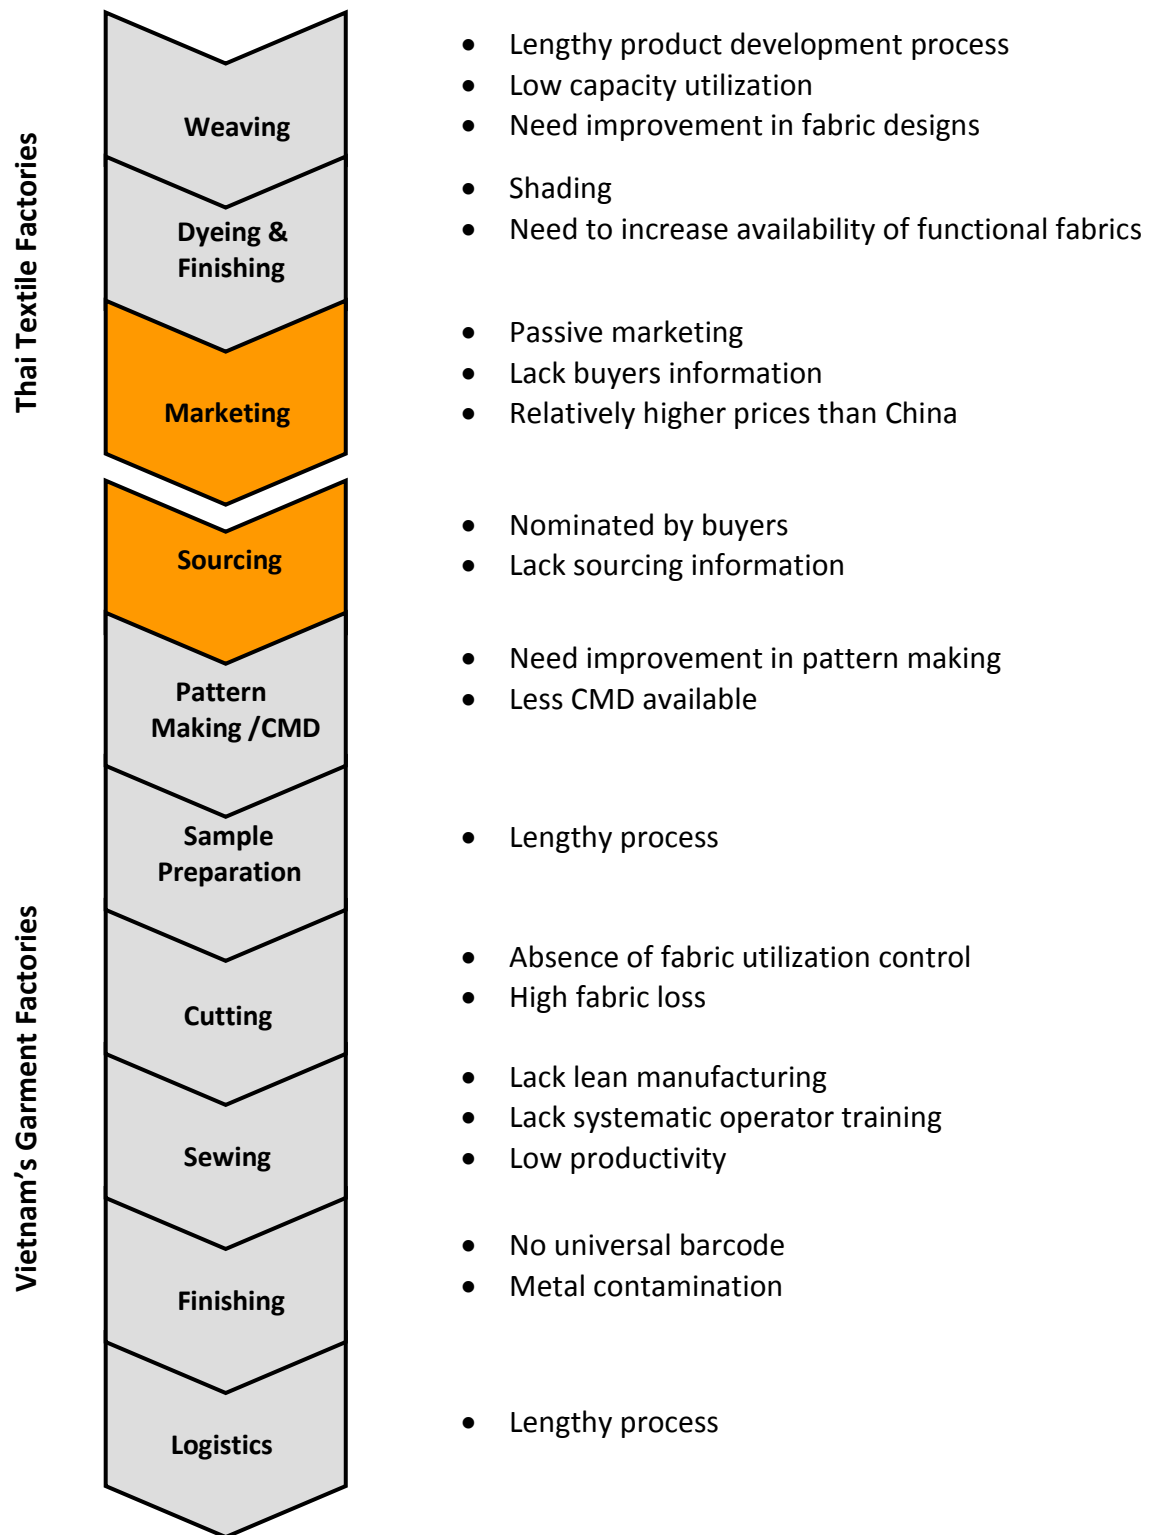 Thai Textile Factories
Weaving
• Lengthy product development process
• Low capacity utilization
• Need improvement in fabric designs
Dyeing &
Finishing
• Shading
• Need to increase availability of functional fabrics
Marketing
• Passive marketing
• Lack buyers information
• Relatively higher prices than China
Vietnam’s Garment Factories
Sourcing
• Nominated by buyers
• Lack sourcing information
Pattern
Making /CMD
• Need improvement in pattern making
• Less CMD available
Sample
Preparation
• Lengthy process
Cutting
• Absence of fabric utilization control
• High fabric loss
Sewing
• Lack lean manufacturing
• Lack systematic operator training
• Low productivity
Finishing
• No universal barcode
• Metal contamination
Logistics
• Lengthy process